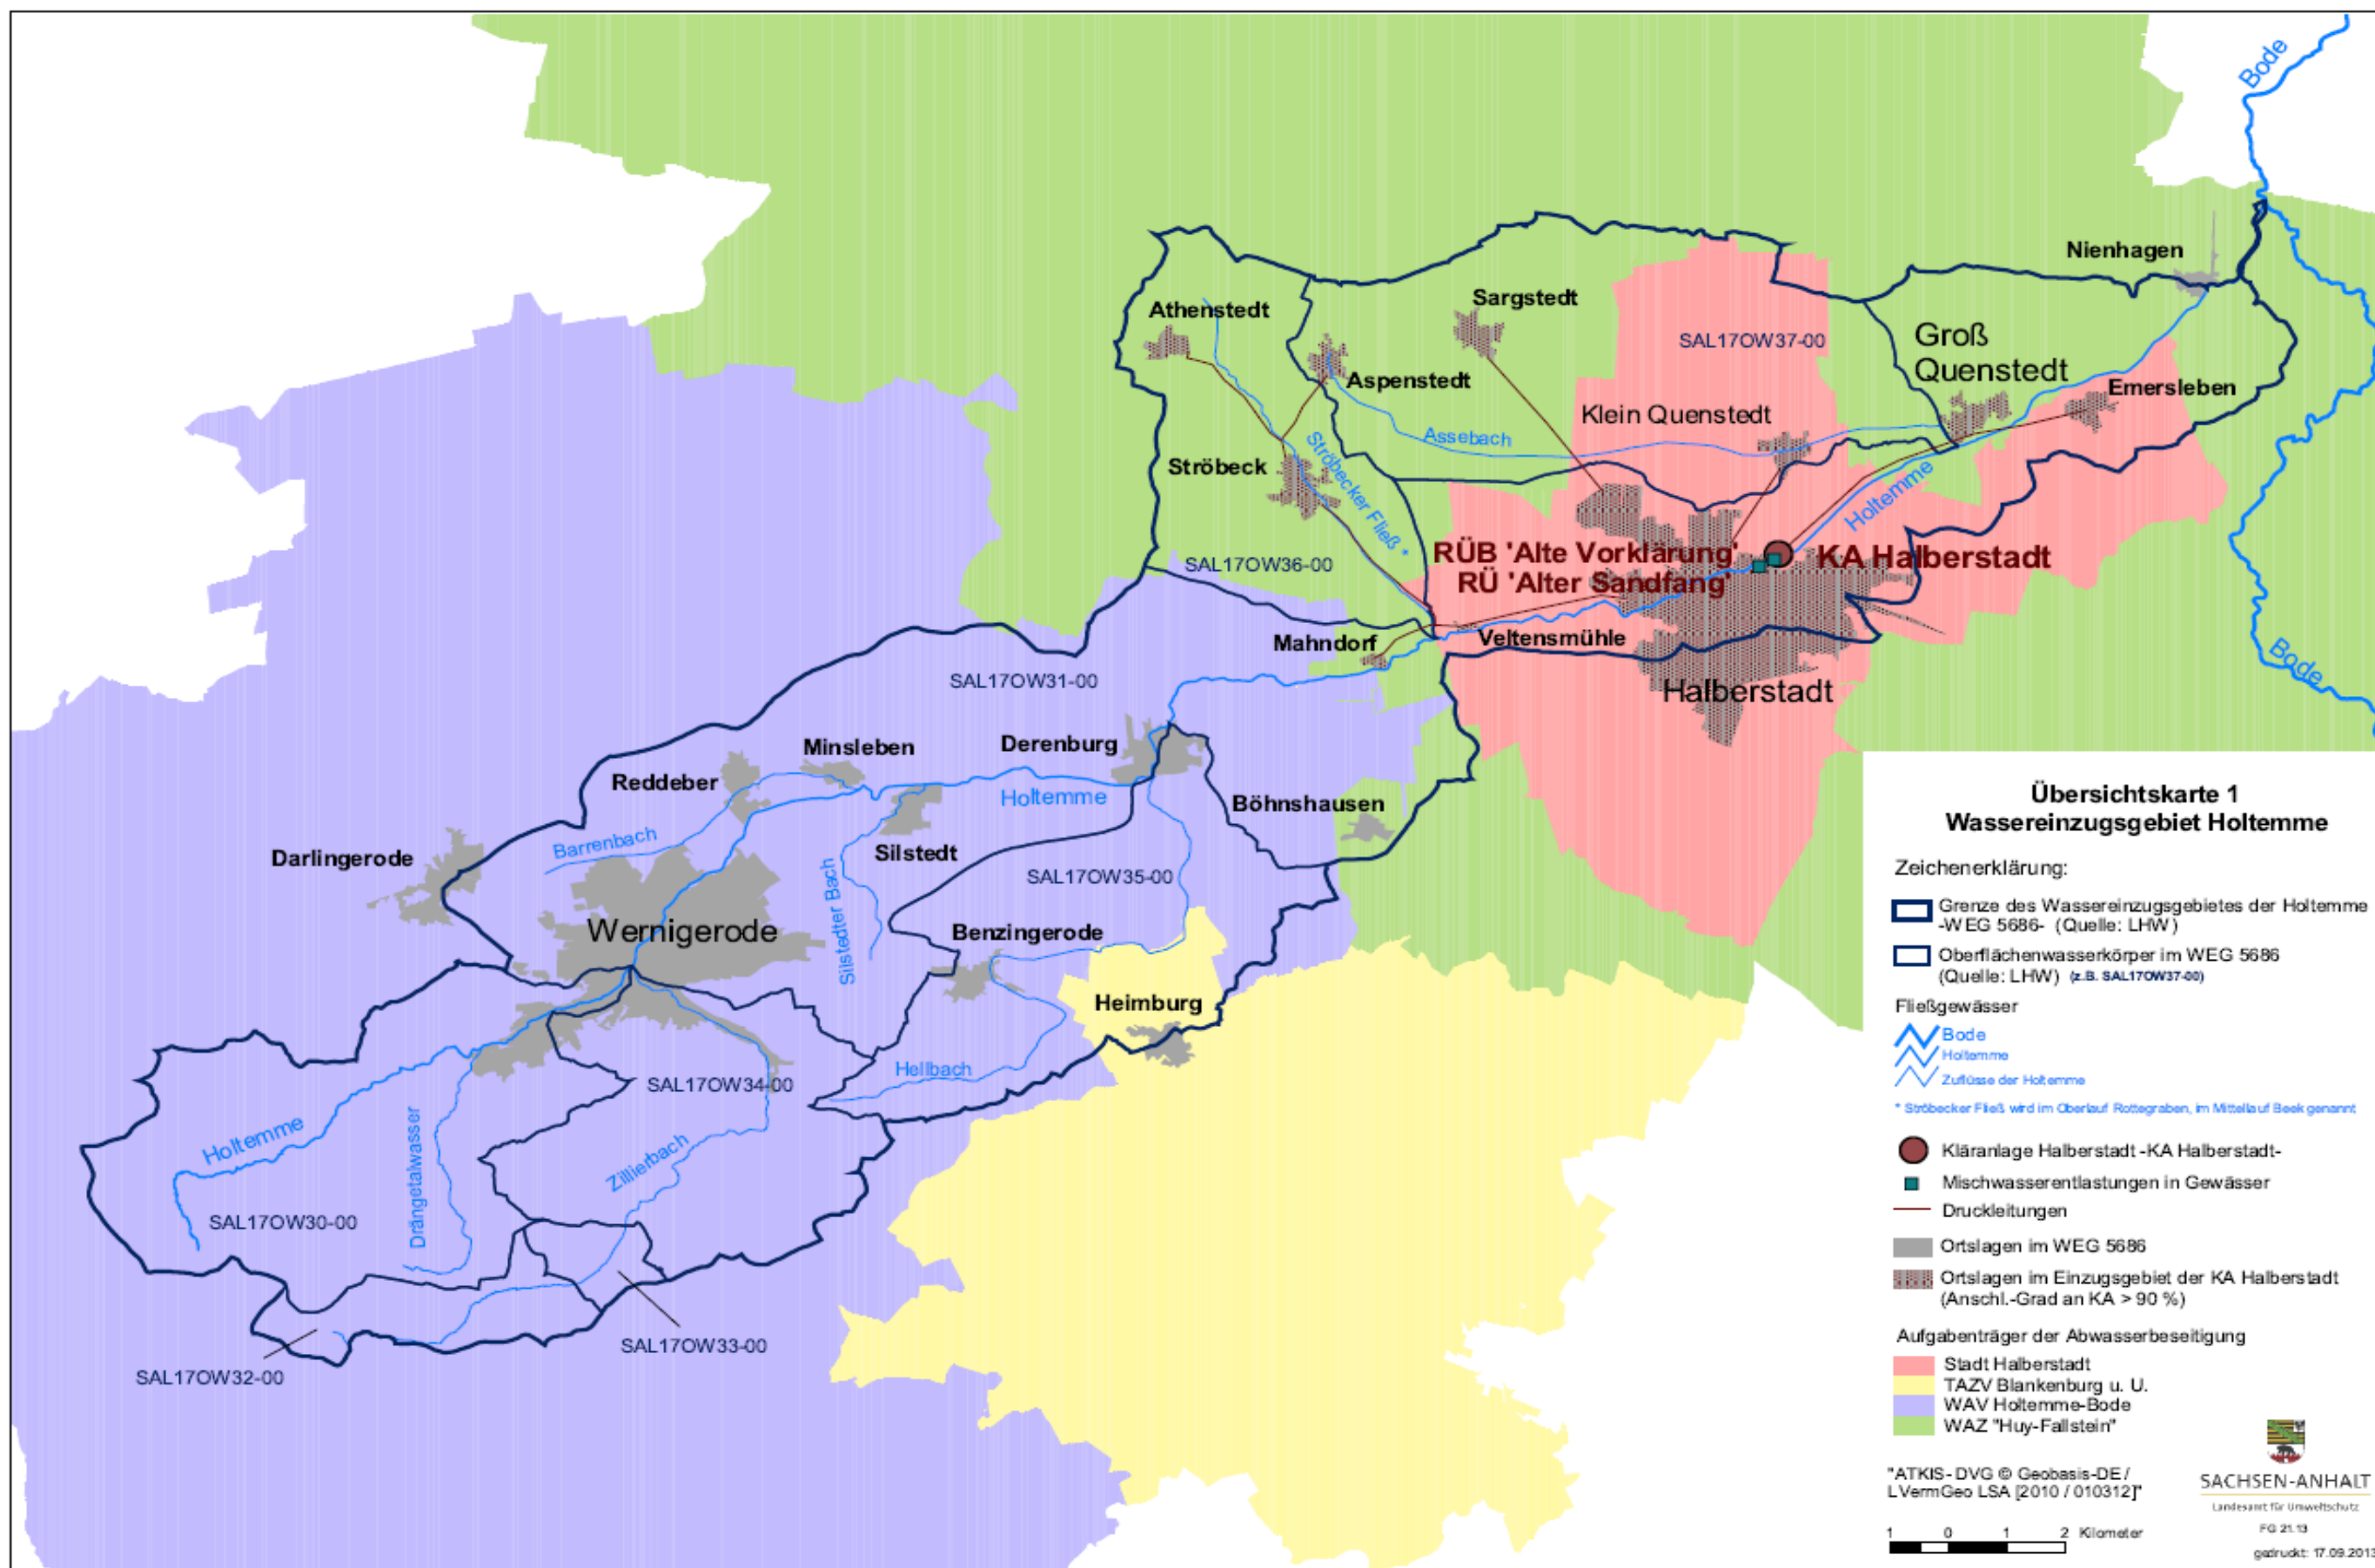 Bode
Nienhagen
Athenstedt
Sargstedt
SAL17OW37-00
Groß
Quenstedt
Aspenstedt
Emersleben
Klein Quenstedt
Assebach
Ströbeck
Ströbecker Fließ *
Holtemme
RÜB 'Alte Vorklärung'
KA Halberstadt
SAL17OW36-00
RÜ 'Alter Sandfang'
Mahndorf
Veltensmühle
Bode
SAL17OW31-00
Halberstadt
Minsleben
Derenburg
Reddeber
Holtemme
Böhnshausen
Barrenbach
Darlingerode
Silstedt
SAL17OW35-00
Silstedter Bach
Wernigerode
Benzingerode
Heimburg
Hellbach
SAL17OW34-00
Holtemme
Drängetalwasser
Zillierbach
SAL17OW30-00
SAL17OW33-00
SAL17OW32-00
Übersichtskarte 1
Wassereinzugsgebiet Holtemme
Zeichenerklärung:
Grenze des Wassereinzugsgebietes der Holtemme
-WEG 5686- (Quelle: LHW)
Oberflächenwasserkörper im WEG 5686
(Quelle: LHW) (z.B. SAL17OW37-00)
Fließgewässer
Bode
Holtemme
Zuflüsse der Holtemme
* Ströbecker Fließ wird im Oberlauf Rottegraben, im Mittellauf Beek genannt
Kläranlage Halberstadt -KA Halberstadt-
Mischwasserentlastungen in Gewässer
Druckleitungen
Ortslagen im WEG 5686
Ortslagen im Einzugsgebiet der KA Halberstadt
(Anschl.-Grad an KA > 90 %)
Aufgabenträger der Abwasserbeseitigung
Stadt Halberstadt
TAZV Blankenburg u. U.
WAV Holtemme-Bode
WAZ "Huy-Fallstein"
"ATKIS-DVG © Geobasis-DE /
LVermGeo LSA [2010 / 010312]"
SACHSEN-ANHALT
Landesamt für Umweltschutz
FG 21.13
1 0 1 2 Kilometer
gedruckt: 17.09.2013